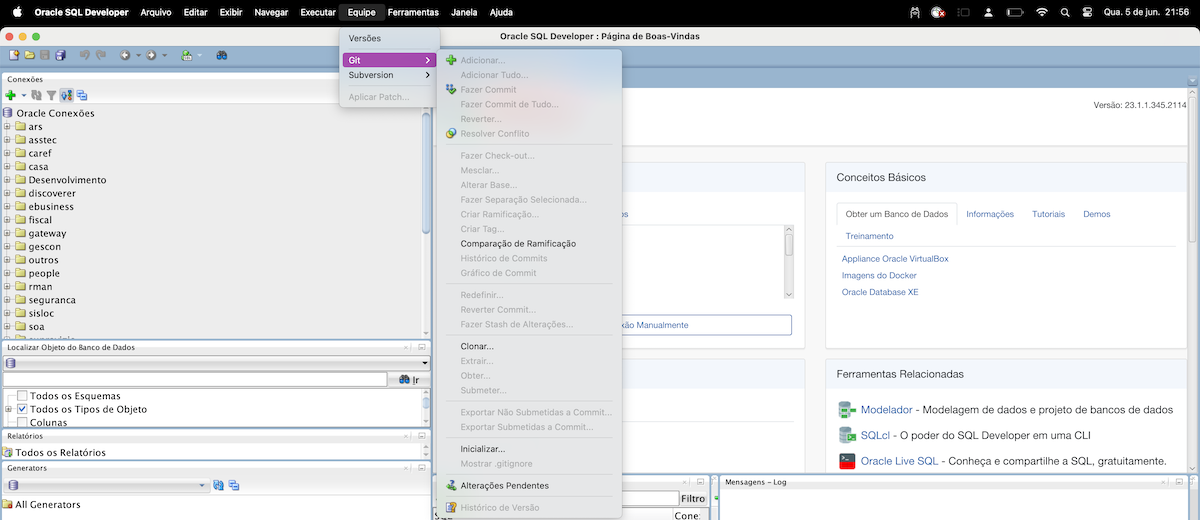 Oracle SQL Developer Arquivo Editar Exibir Navegar Executar Equipe Ferramentas Janela Ajuda Qua. 5 de jun. 21:56
Oracle SQL Developer : Página de Boas-Vindas
Versões
Git
Subversion
Aplicar Patch...
Adicionar...
Adicionar Tudo...
Fazer Commit
Fazer Commit de Tudo...
Reverter...
Resolver Conflito
Fazer Check-out...
Mesclar...
Alterar Base...
Fazer Separação Selecionada...
Criar Ramificação...
Criar Tag...
Comparação de Ramificação
Histórico de Commits
Gráfico de Commit
Redefinir...
Reverter Commit...
Fazer Stash de Alterações...
Clonar...
Extrair...
Obter...
Submeter...
Exportar Não Submetidas a Commit...
Exportar Submetidas a Commit...
Inicializar...
Mostrar .gitignore
Alterações Pendentes
Histórico de Versão
Conexões
Oracle Conexões
ars
asstec
caref
casa
Desenvolvimento
discoverer
ebusiness
fiscal
gateway
gescon
outros
people
rman
seguranca
sisloc
soa
Localizar Objeto do Banco de Dados
Ir
Todos os Esquemas
Todos os Tipos de Objeto
Colunas
Relatórios
Todos os Relatórios
Generators
All Generators
Versão: 23.1.1.345.2114
Manualmente
Conceitos Básicos
Obter um Banco de Dados Informações Tutoriais Demos
Treinamento
Appliance Oracle VirtualBox
Imagens do Docker
Oracle Database XE
Ferramentas Relacionadas
Modelador - Modelagem de dados e projeto de bancos de dados
SQLcl - O poder do SQL Developer em uma CLI
Oracle Live SQL - Conheça e compartilhe a SQL, gratuitamente.
Filtro
SQL Cone:
Mensagens - Log